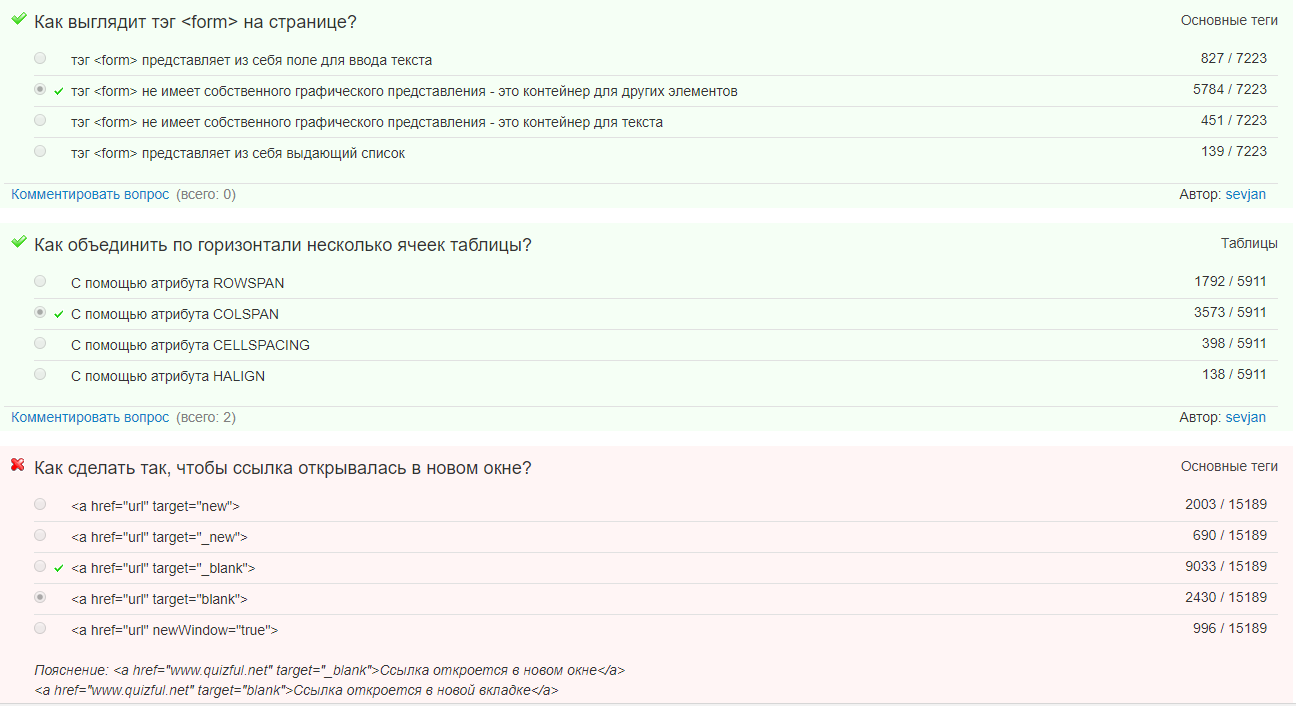 Как выглядит тэг <form> на странице? Основные теги
тэг <form> представляет из себя поле для ввода текста 827 / 7223
тэг <form> не имеет собственного графического представления - это контейнер для других элементов 5784 / 7223
тэг <form> не имеет собственного графического представления - это контейнер для текста 451 / 7223
тэг <form> представляет из себя выдающий список 139 / 7223
Комментировать вопрос (всего: 0) Автор: sevjan
Как объединить по горизонтали несколько ячеек таблицы? Таблицы
С помощью атрибута ROWSPAN 1792 / 5911
С помощью атрибута COLSPAN 3573 / 5911
С помощью атрибута CELLSPACING 398 / 5911
С помощью атрибута HALIGN 138 / 5911
Комментировать вопрос (всего: 2) Автор: sevjan
Как сделать так, чтобы ссылка открывалась в новом окне? Основные теги
<a href="url" target="new"> 2003 / 15189
<a href="url" target="_new"> 690 / 15189
<a href="url" target="_blank"> 9033 / 15189
<a href="url" target="blank"> 2430 / 15189
<a href="url" newWindow="true"> 996 / 15189
Пояснение: <a href="www.quizful.net" target="_blank">Ссылка откроется в новом окне</a>
<a href="www.quizful.net" target="blank">Ссылка откроется в новой вкладке</a>